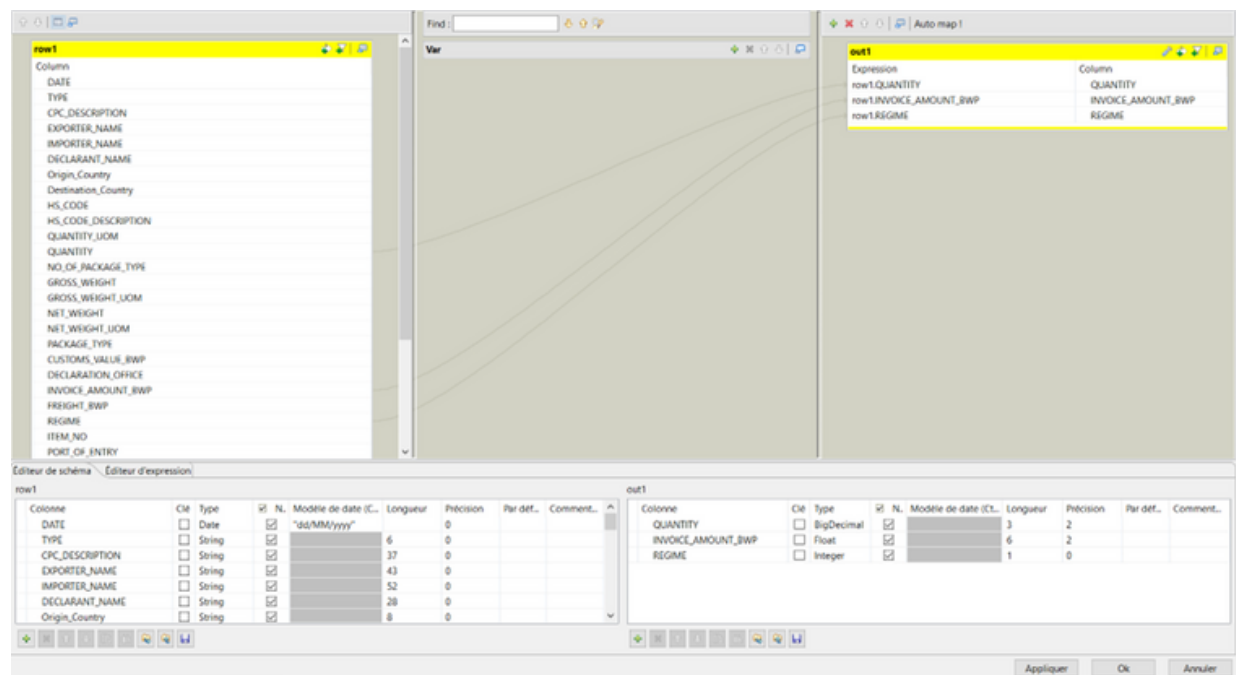 Find :
Auto map !
row1
Column
DATE
TYPE
CPC_DESCRIPTION
EXPORTER_NAME
IMPORTER_NAME
DECLARANT_NAME
Origin_Country
Destination_Country
HS_CODE
HS_CODE_DESCRIPTION
QUANTITY_UOM
QUANTITY
NO_OF_PACKAGE_TYPE
GROSS_WEIGHT
GROSS_WEIGHT_UOM
NET_WEIGHT
NET_WEIGHT_UOM
PACKAGE_TYPE
CUSTOMS_VALUE_BWP
DECLARATION_OFFICE
INVOICE_AMOUNT_BWP
FREIGHT_BWP
REGIME
ITEM_NO
PORT_OF_ENTRY
Var
out1
Expression Column
row1.QUANTITY QUANTITY
row1.INVOICE_AMOUNT_BWP INVOICE_AMOUNT_BWP
row1.REGIME REGIME
Éditeur de schéma Éditeur d'expression
row1
Colonne Clé Type N.. Modèle de date (C... Longueur Précision Par déf... Comment...
DATE Date "dd/MM/yyyy" 0
TYPE String 6 0
CPC_DESCRIPTION String 37 0
EXPORTER_NAME String 43 0
IMPORTER_NAME String 52 0
DECLARANT_NAME String 28 0
Origin_Country String 8 0
out1
Colonne Clé Type N.. Modèle de date (Ct... Longueur Précision Par déf... Comment...
QUANTITY BigDecimal 3 2
INVOICE_AMOUNT_BWP Float 6 2
REGIME Integer 1 0
Appliquer Ok Annuler